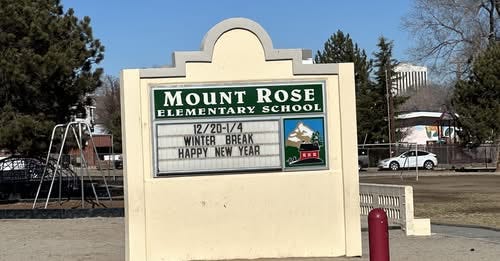 MOUNT ROSE
ELEMENTARY SCHOOL
12/20-1/4
WINTER BREAK
HAPPY NEW YEAR